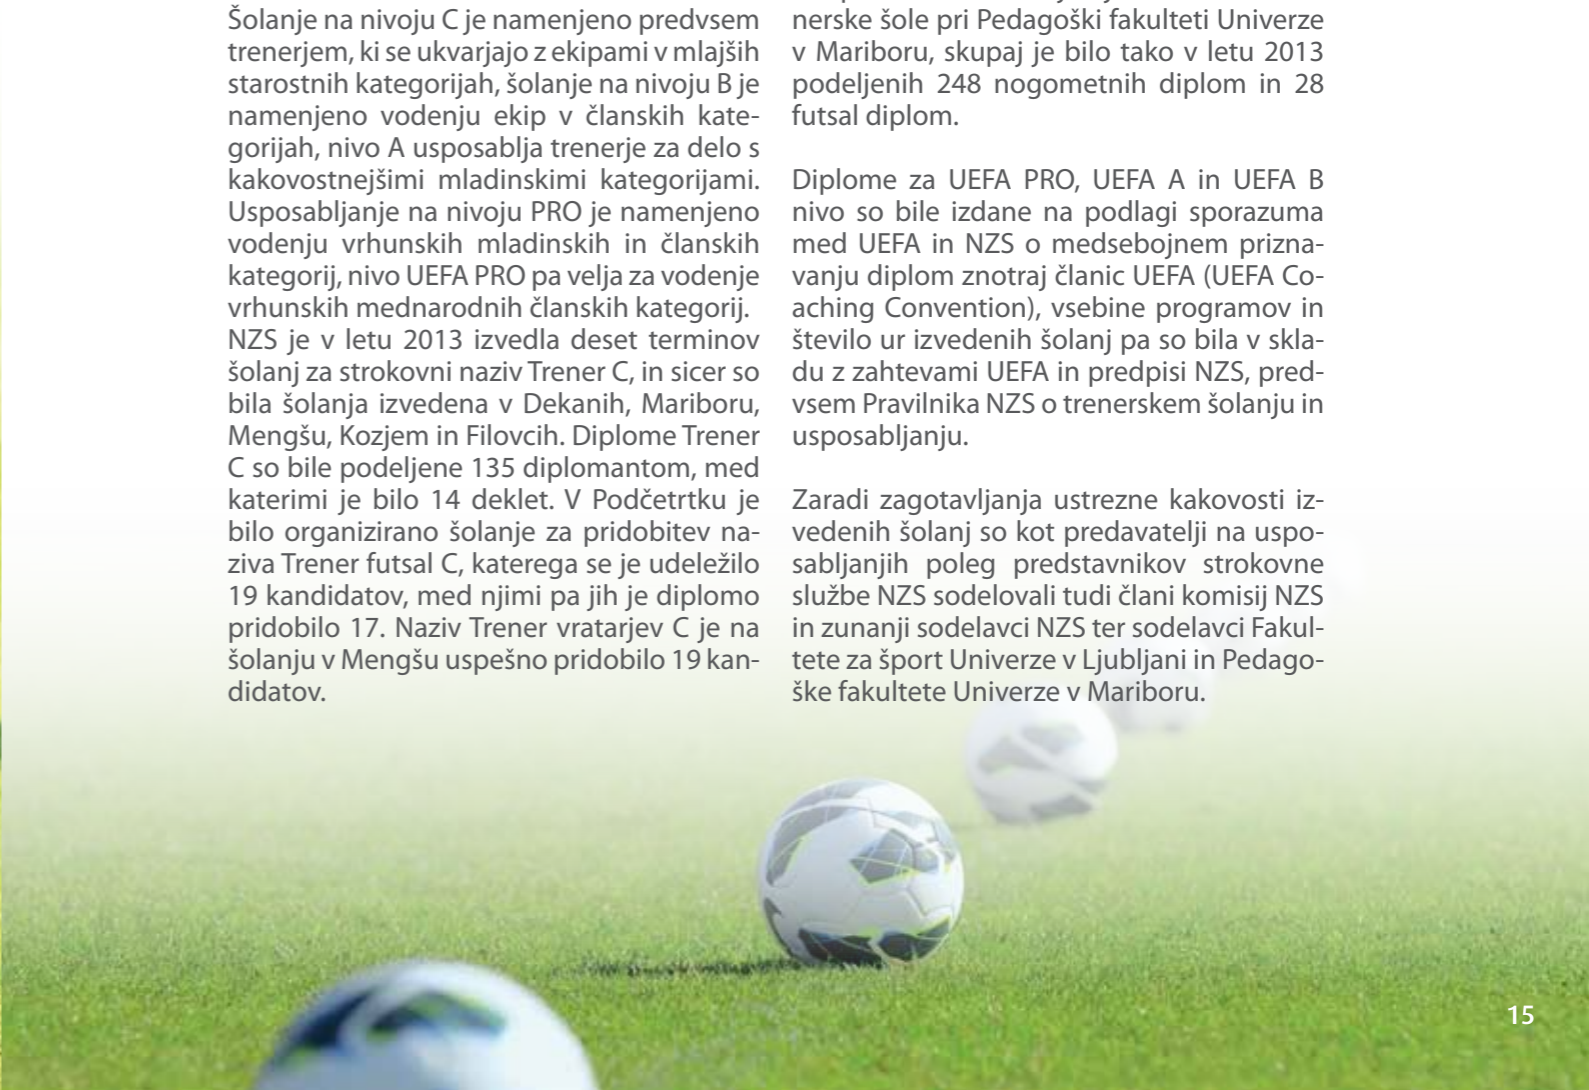 Šolanje na nivoju C je namenjeno predvsem
trenerjem, ki se ukvarjajo z ekipami v mlajših
starostnih kategorijah, šolanje na nivoju B je
namenjeno vodenju ekip v članskih kate-
gorijah, nivo A usposablja trenerje za delo s
kakovostnejšimi mladinskimi kategorijami.
Usposabljanje na nivoju PRO je namenjeno
vodenju vrhunskih mladinskih in članskih
kategorij, nivo UEFA PRO pa velja za vodenje
vrhunskih mednarodnih članskih kategorij.
NZS je v letu 2013 izvedla deset terminov
šolanj za strokovni naziv Trener C, in sicer so
bila šolanja izvedena v Dekanih, Mariboru,
Mengšu, Kozjem in Filovcih. Diplome Trener
C so bile podeljene 135 diplomantom, med
katerimi je bilo 14 deklet. V Podčetrtku je
bilo organizirano šolanje za pridobitev na-
ziva Trener futsal C, katerega se je udeležilo
19 kandidatov, med njimi pa jih je diplomo
pridobilo 17. Naziv Trener vratarjev C je na
šolanju v Mengšu uspešno pridobilo 19 kan-
didatov.
nerske šole pri Pedagoški fakulteti Univerze
v Mariboru, skupaj je bilo tako v letu 2013
podeljenih 248 nogometnih diplom in 28
futsal diplom.
Diplome za UEFA PRO, UEFA A in UEFA B
nivo so bile izdane na podlagi sporazuma
med UEFA in NZS o medsebojnem prizna-
vanju diplom znotraj članic UEFA (UEFA Co-
aching Convention), vsebine programov in
število ur izvedenih šolanj pa so bila v skla-
du z zahtevami UEFA in predpisi NZS, pred-
vsem Pravilnika NZS o trenerskem šolanju in
usposabljanju.
Zaradi zagotavljanja ustrezne kakovosti iz-
vedenih šolanj so kot predavatelji na uspo-
sabljanjih poleg predstavnikov strokovne
službe NZS sodelovali tudi člani komisij NZS
in zunanji sodelavci NZS ter sodelavci Fakul-
tete za šport Univerze v Ljubljani in Pedago-
ške fakultete Univerze v Mariboru.
15